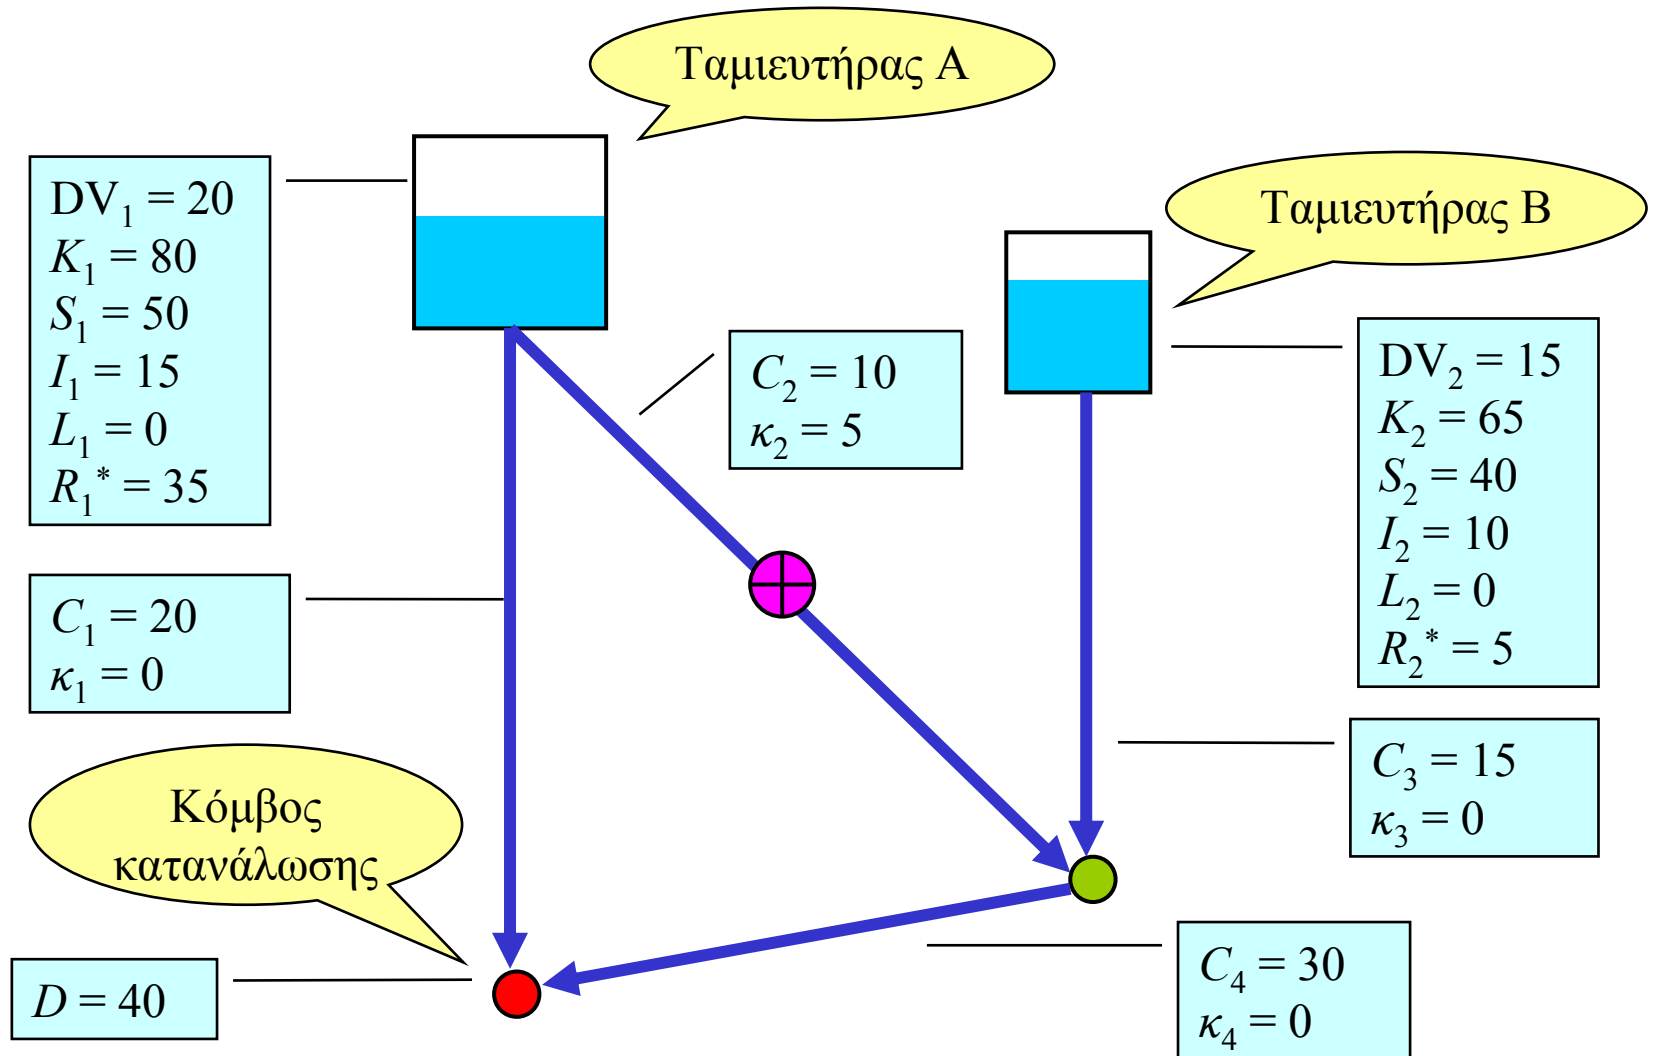 Ταμιευτήρας Α
DV₁ = 20
K₁ = 80
S₁ = 50
I₁ = 15
L₁ = 0
R₁* = 35
Ταμιευτήρας Β
C₂ = 10
κ₂ = 5
DV₂ = 15
K₂ = 65
S₂ = 40
I₂ = 10
L₂ = 0
R₂* = 5
C₁ = 20
κ₁ = 0
C₃ = 15
κ₃ = 0
Κόμβος
κατανάλωσης
D = 40
C₄ = 30
κ₄ = 0